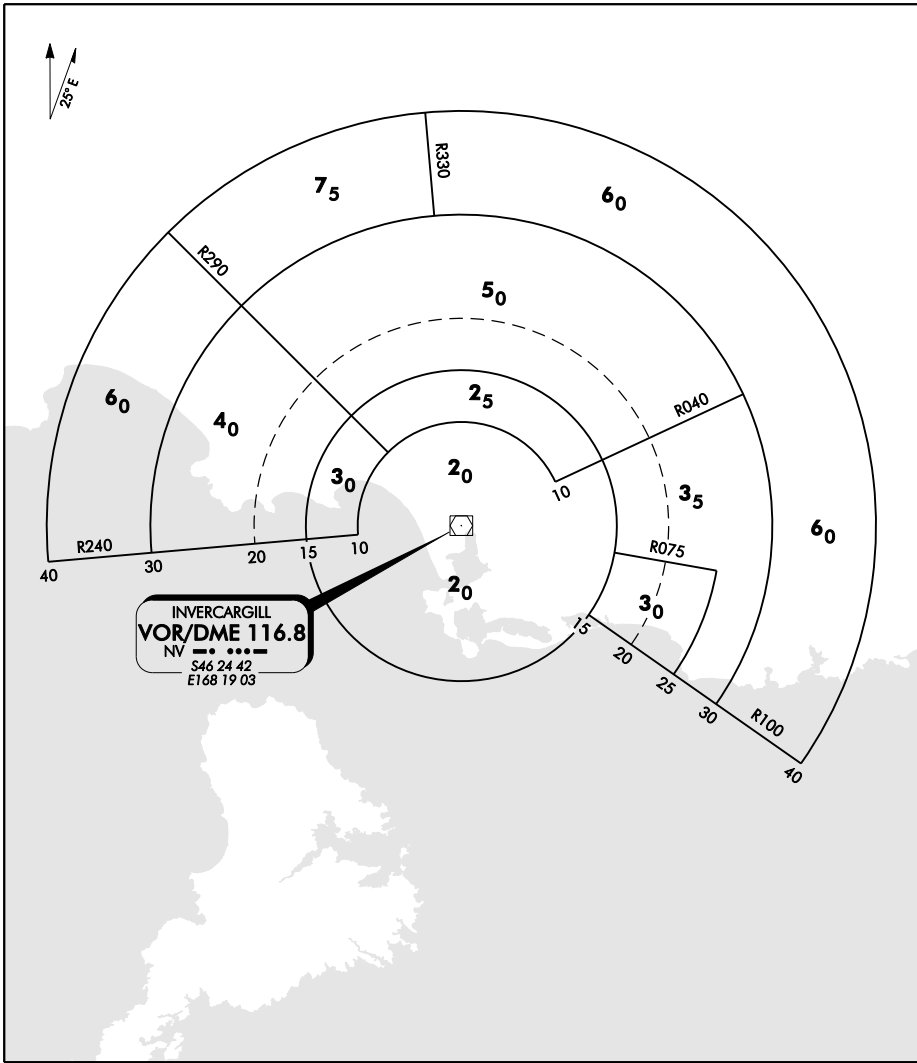 25° E
R330
7₅
6₀
R290
5₀
6₀
4₀
2₅
R040
3₀
2₀
10
3₅
6₀
R240
40
30
20
15
10
R075
2₀
3₀
15
20
25
30
R100
40
INVERCARGILL
VOR/DME 116.8
NV
S46 24 42
E168 19 03